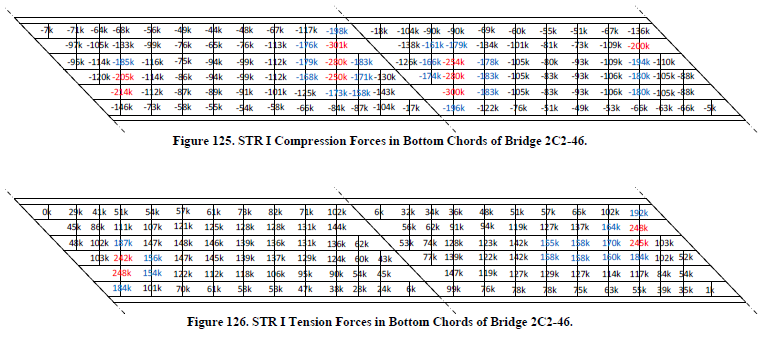 -7k -71k -64k -68k -56k -49k -44k -48k -67k -117k -198k -18k -104k -90k -90k -69k -60k -55k -51k -67k -136k
-97k -105k -133k -99k -76k -65k -76k -113k -176k -301k -138k -161k -179k -134k -101k -81k -73k -109k -200k
-95k -114k -185k -116k -75k -94k -99k -112k -179k -280k -183k -125k -166k -254k -178k -105k -80k -93k -109k -194k -110k
-120k -205k -114k -86k -94k -99k -112k -168k -250k -171k -130k -174k -280k -183k -105k -83k -93k -106k -180k -105k -88k
-214k -112k -87k -89k -91k -101k -125k -173k -158k -143k -300k -183k -105k -83k -93k -106k -180k -105k -88k
-146k -73k -58k -55k -54k -58k -66k -84k -87k -104k -17k -196k -122k -76k -51k -49k -53k -66k -63k -66k -5k
Figure 125. STR I Compression Forces in Bottom Chords of Bridge 2C2-46.
0k 29k 41k 51k 54k 57k 61k 73k 82k 71k 102k 6k 32k 34k 36k 48k 51k 57k 66k 102k 192k
45k 86k 111k 107k 121k 125k 128k 128k 131k 144k 56k 62k 91k 94k 119k 127k 137k 164k 248k
48k 102k 187k 147k 148k 146k 139k 136k 131k 136k 62k 53k 74k 128k 123k 142k 155k 158k 170k 245k 103k
103k 242k 156k 147k 145k 139k 137k 129k 124k 60k 43k 77k 139k 122k 142k 158k 158k 160k 184k 102k 52k
248k 154k 122k 112k 118k 106k 95k 90k 54k 45k 147k 119k 127k 129k 127k 114k 117k 84k 54k
184k 101k 70k 61k 53k 53k 47k 38k 28k 24k 6k 99k 76k 78k 78k 75k 63k 55k 39k 35k 1k
Figure 126. STR I Tension Forces in Bottom Chords of Bridge 2C2-46.